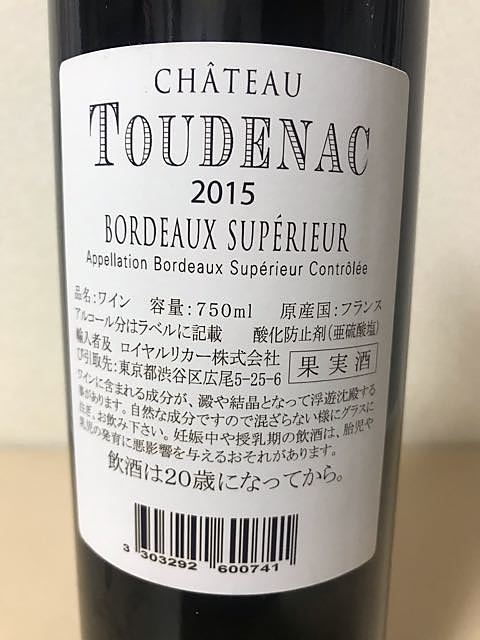 CHÂTEAU
TOUDENAC
2015
BORDEAUX SUPÉRIEUR
Appellation Bordeaux Supérieur Contrôlée
品名:ワイン 容量:750ml 原産国:フランス
アルコール分はラベルに記載 酸化防止剤(亜硫酸塩)
輸入者及 ロイヤルリカー株式会社
び引取先:東京都渋谷区広尾5-25-6 果実酒
ワインに含まれる成分が、澱や結晶となって浮遊沈殿する
事があります。自然な成分ですので混ざらない様にグラスに
注ぎ、お飲み下さい。妊娠中や授乳期の飲酒は、胎児や
乳児の発育に悪影響を与えるおそれがあります。
飲酒は20歳になってから。
3 303292 600741